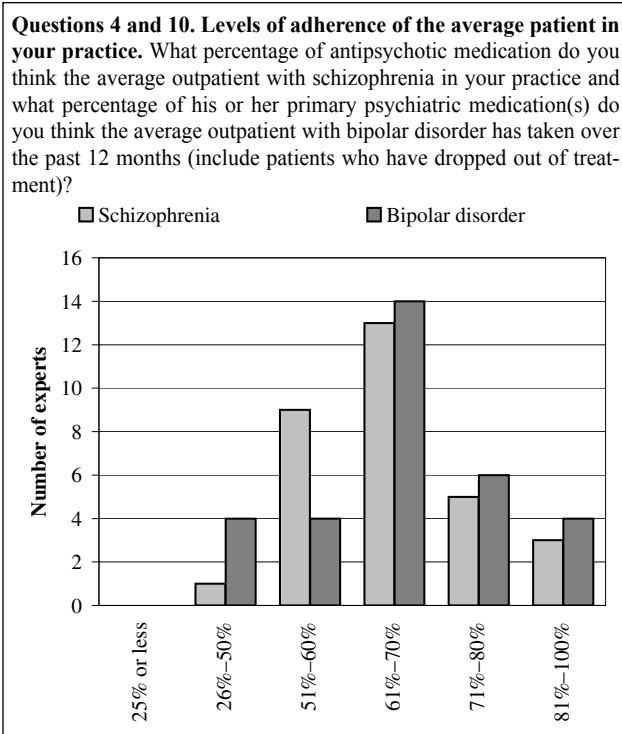 Questions 4 and 10. Levels of adherence of the average patient in
your practice. What percentage of antipsychotic medication do you
think the average outpatient with schizophrenia in your practice and
what percentage of his or her primary psychiatric medication(s) do
you think the average outpatient with bipolar disorder has taken over
the past 12 months (include patients who have dropped out of treat-
ment)?
Schizophrenia Bipolar disorder
Number of experts
16
14
12
10
8
6
4
2
0
25% or less
26%–50%
51%–60%
61%–70%
71%–80%
81%–100%